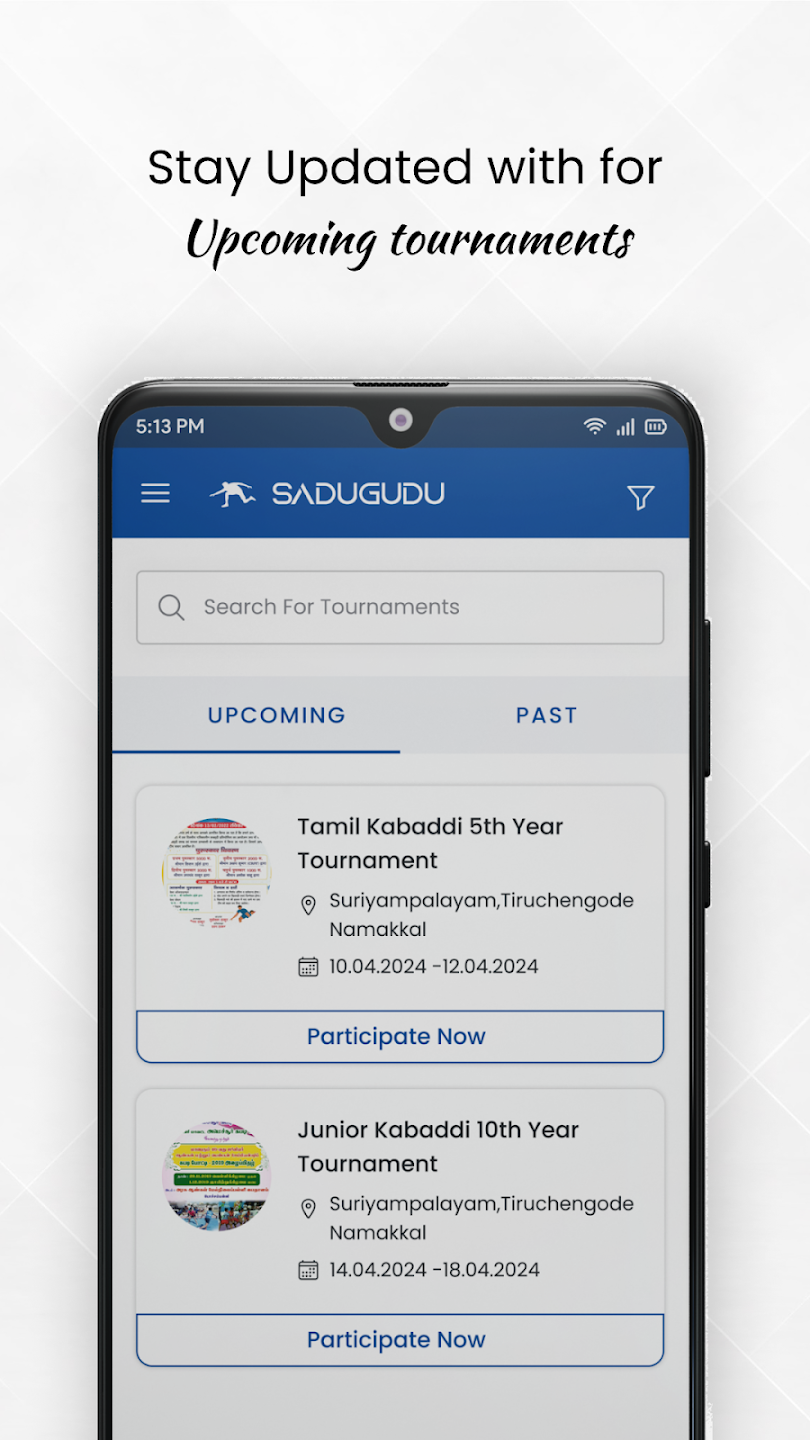 Stay Updated with for
Upcoming tournaments
5:13 PM
SADUGUDU
Search For Tournaments
UPCOMING
PAST
Tamil Kabaddi 5th Year
Tournament
Suriyampalayam,Tiruchengode
Namakkal
10.04.2024 -12.04.2024
Participate Now
Junior Kabaddi 10th Year
Tournament
Suriyampalayam,Tiruchengode
Namakkal
14.04.2024 -18.04.2024
Participate Now